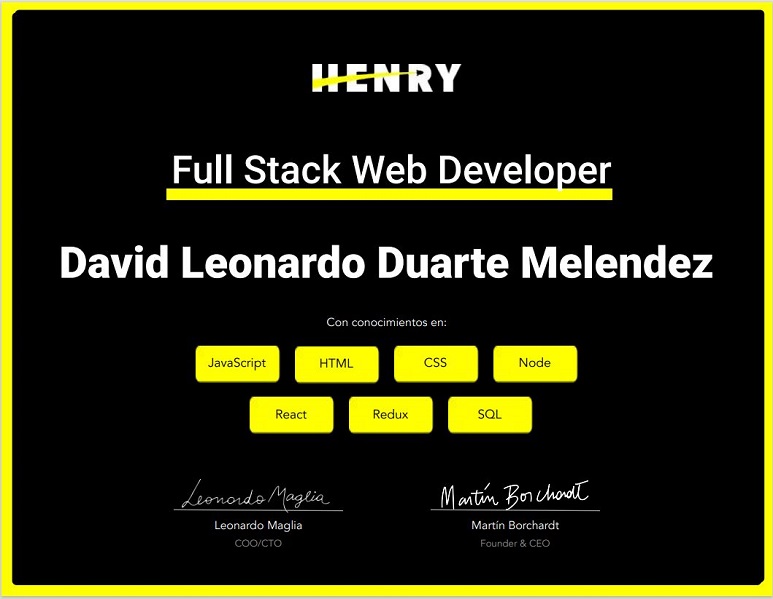 HENRY
Full Stack Web Developer
David Leonardo Duarte Melendez
Con conocimientos en:
JavaScript HTML CSS Node
React Redux SQL
Leonardo Maglia Martín Borchardt
Leonardo Maglia Martín Borchardt
COO/CTO Founder & CEO